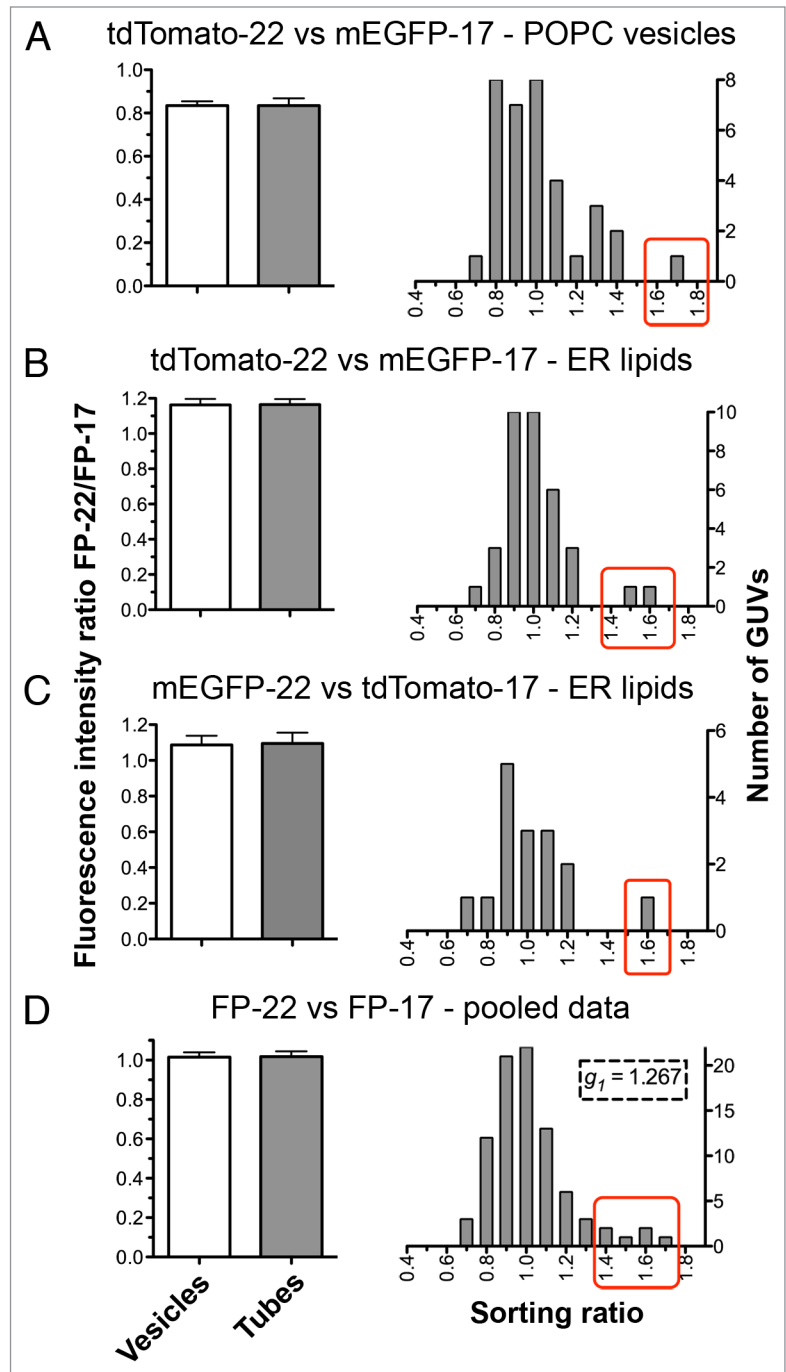 A
tdTomato-22 vs mEGFP-17 - POPC vesicles
1.0
0.8
0.6
0.4
0.2
0.0
8
6
4
2
0
0.4 0.6 0.8 1.0 1.2 1.4 1.6 1.8
B
tdTomato-22 vs mEGFP-17 - ER lipids
1.2
1.0
0.8
0.6
0.4
0.2
0.0
10
8
6
4
2
0
0.4 0.6 0.8 1.0 1.2 1.4 1.6 1.8
Fluorescence intensity ratio FP-22/FP-17
Number of GUVs
C
mEGFP-22 vs tdTomato-17 - ER lipids
1.2
1.0
0.8
0.6
0.4
0.2
0.0
6
4
2
0
0.4 0.6 0.8 1.0 1.2 1.4 1.6 1.8
D
FP-22 vs FP-17 - pooled data
1.0
0.8
0.6
0.4
0.2
0.0
Vesicles Tubes
g1 = 1.267
20
15
10
5
0
0.4 0.6 0.8 1.0 1.2 1.4 1.6 1.8
Sorting ratio